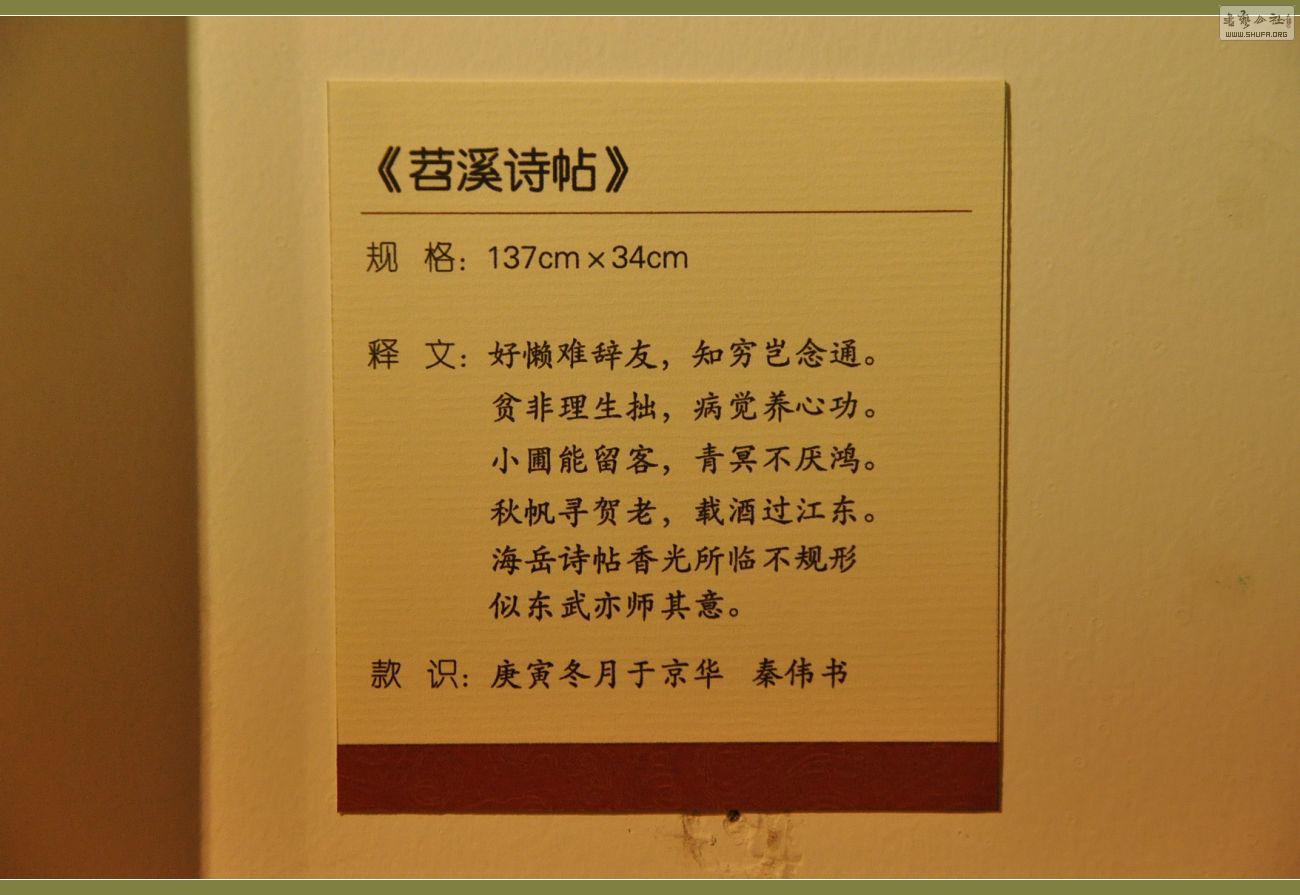 《苕溪诗帖》
规 格：137cm×34cm
释 文：好懒难辞友，知穷岂念通。
贫非理生拙，病觉养心功。
小圃能留客，青冥不厌鸿。
秋帆寻贺老，载酒过江东。
海岳诗帖香光所临不规形
似东武亦师其意。
款 识：庚寅冬月于京华 秦伟书
WWW.SHUFA.ORG